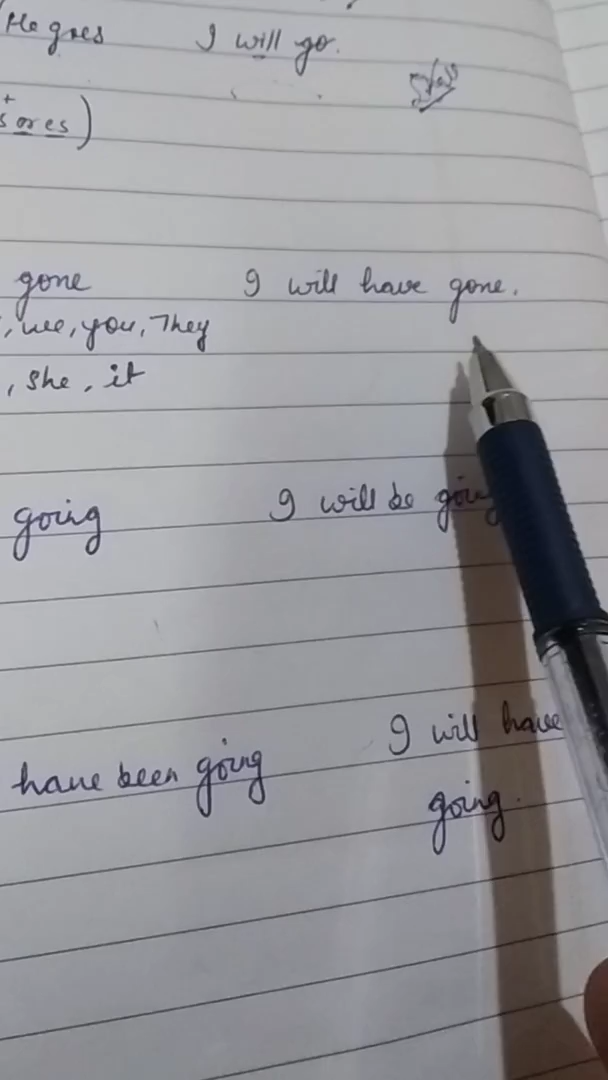 He goes I will go.
s or es)
gone I will have gone.
, we, you, They
, she, it
going I will be going
have been going I will have
going.